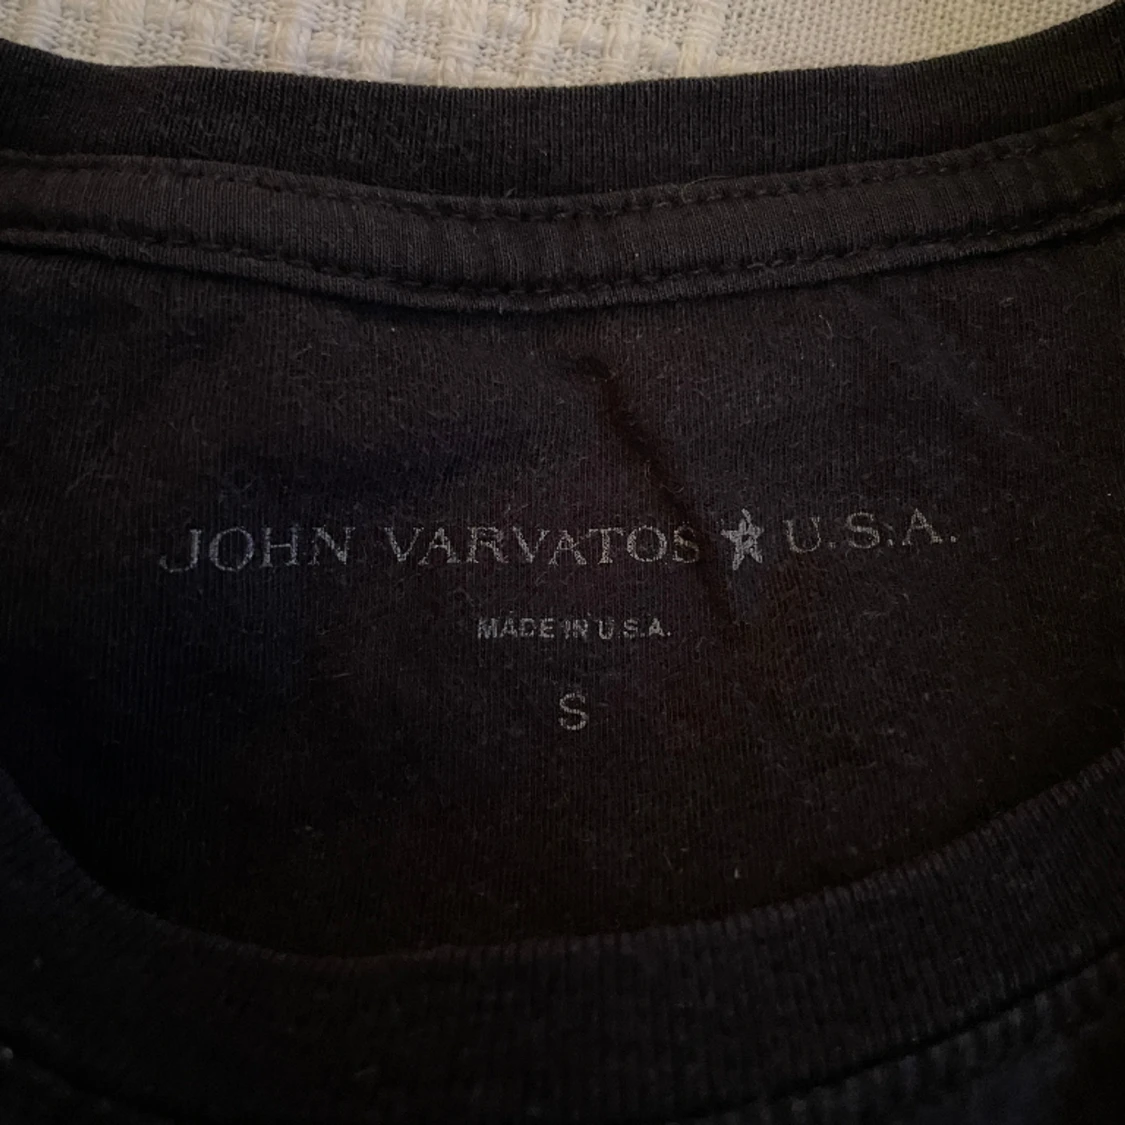 JOHN VARVATOS ★ U.S.A.
MADE IN U.S.A.
S